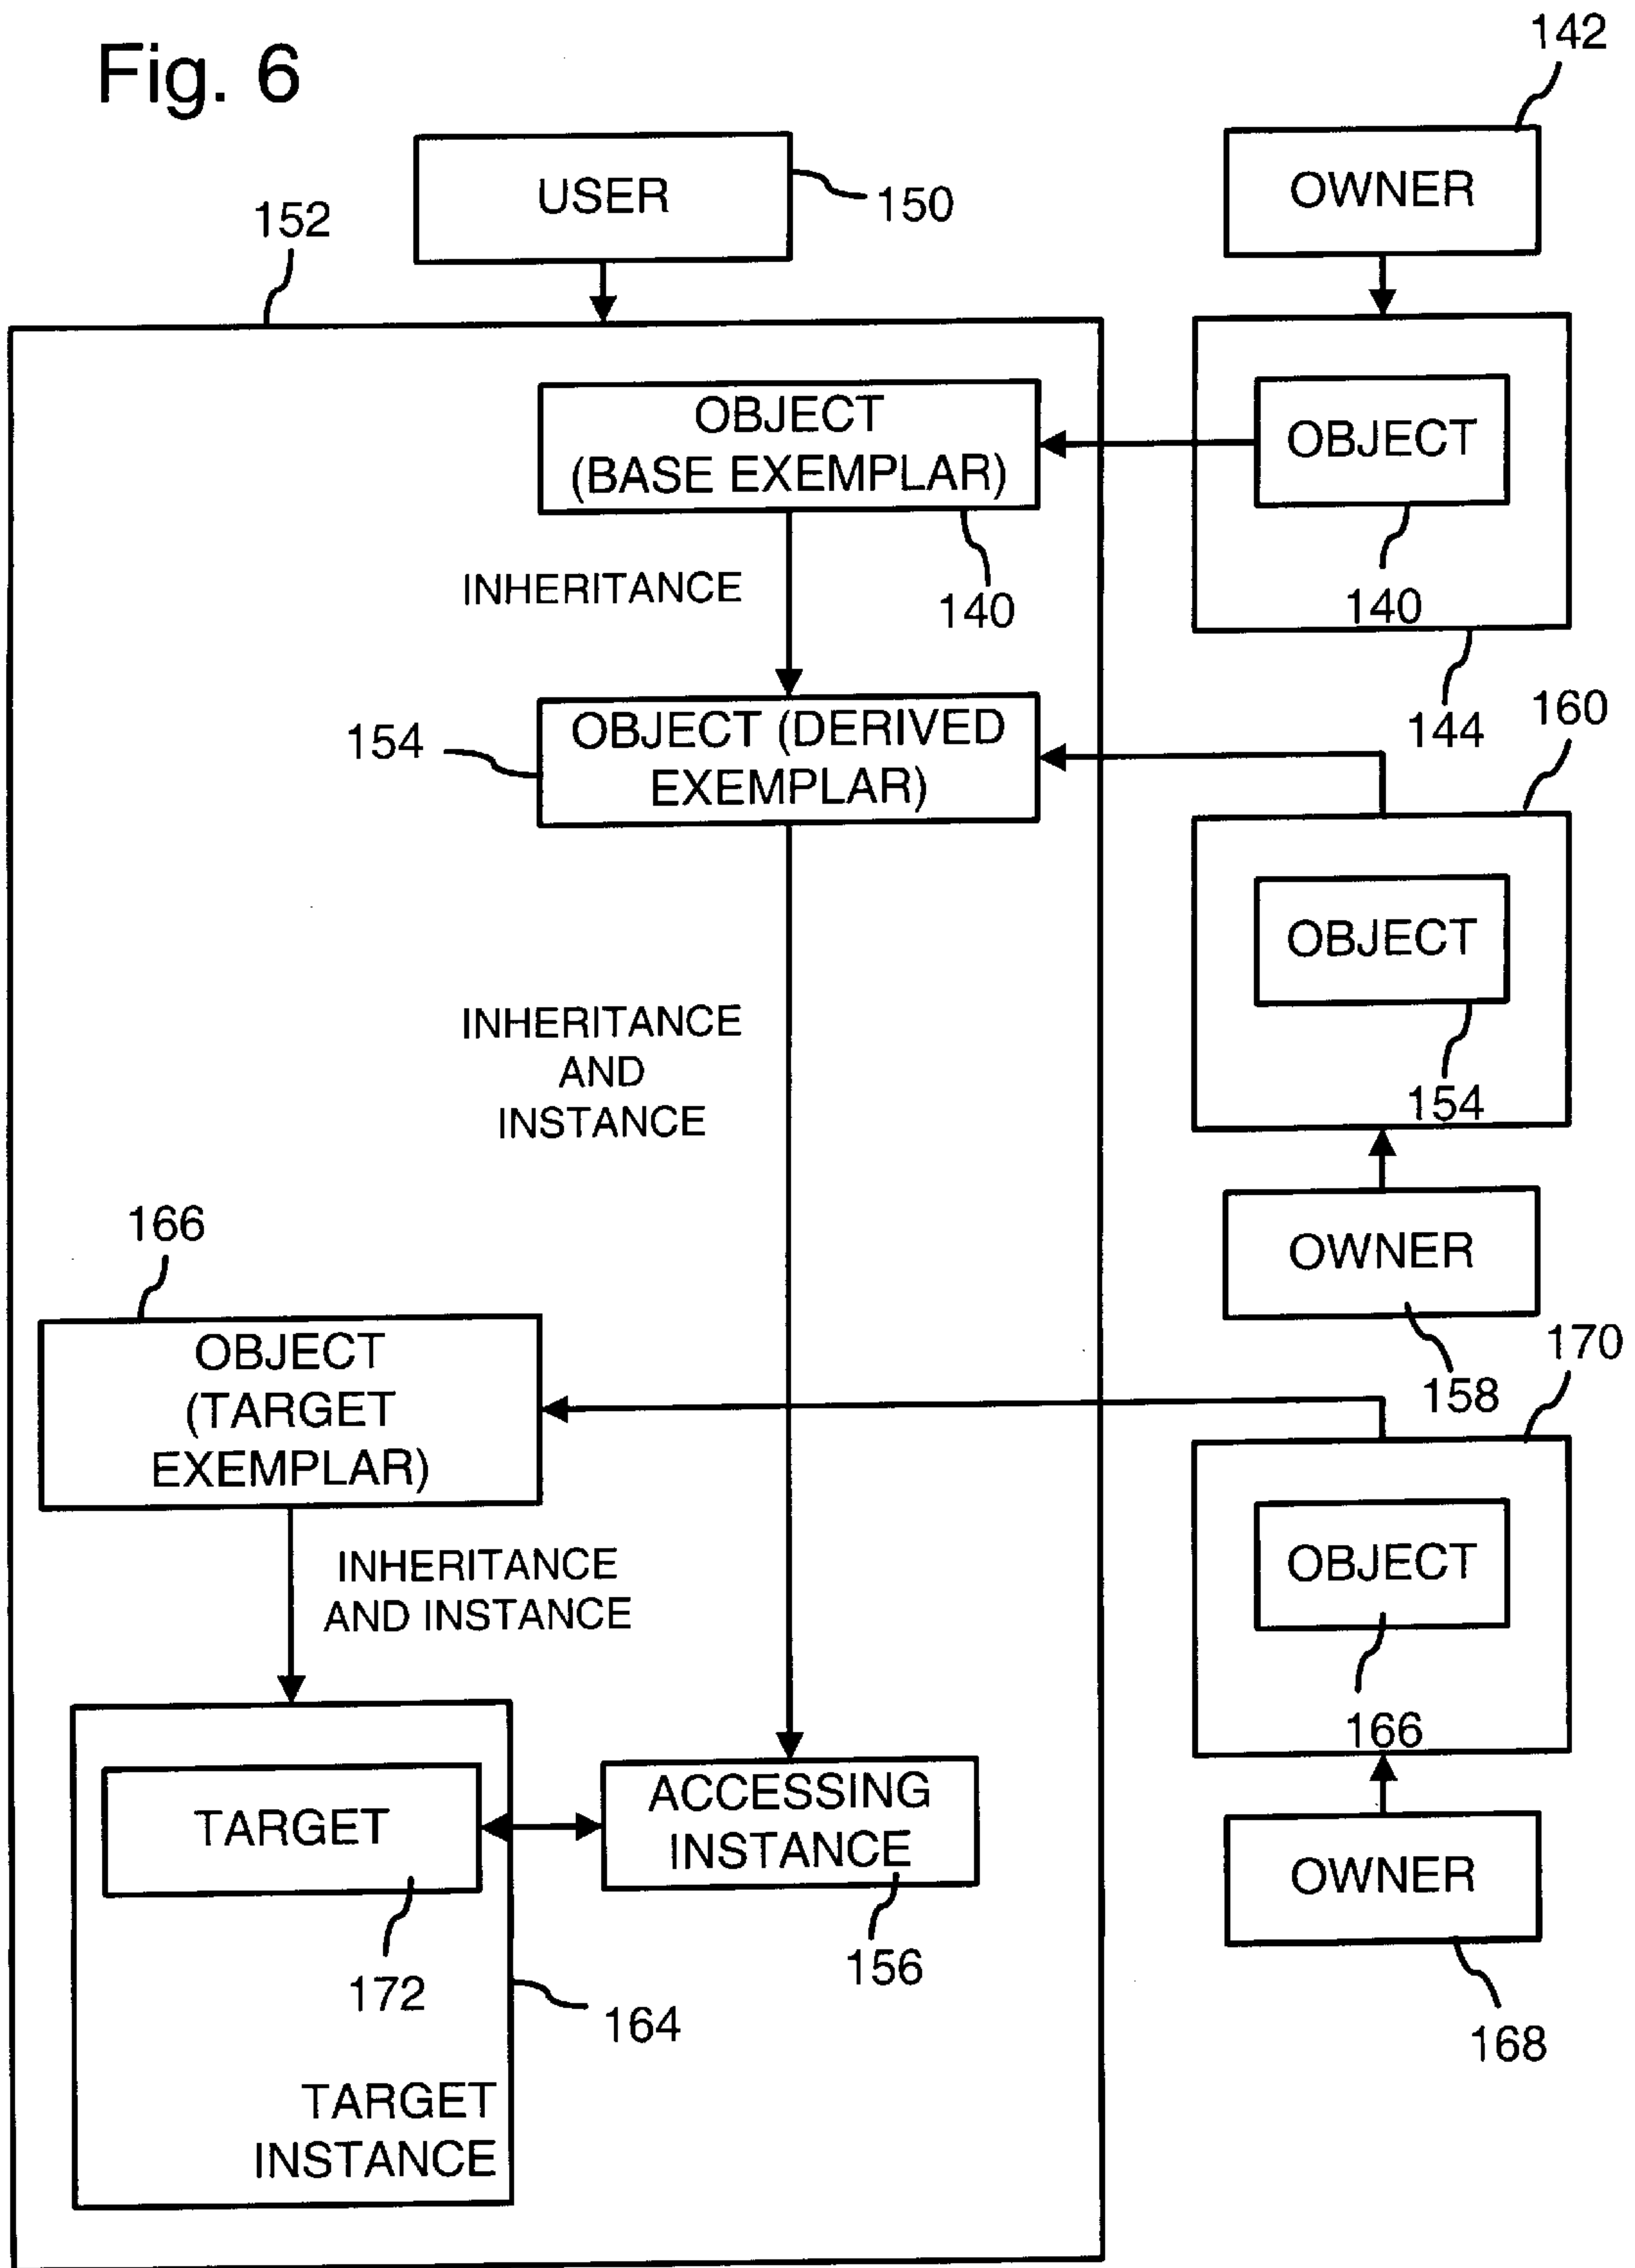 Fig. 6
142
USER
150
OWNER
152
OBJECT
(BASE EXEMPLAR)
140
OBJECT
140
144
INHERITANCE
OBJECT (DERIVED
EXEMPLAR)
154
160
OBJECT
154
INHERITANCE
AND
INSTANCE
OWNER
158
166
OBJECT
(TARGET
EXEMPLAR)
170
OBJECT
166
INHERITANCE
AND INSTANCE
TARGET
172
ACCESSING
INSTANCE
156
OWNER
168
164
TARGET
INSTANCE